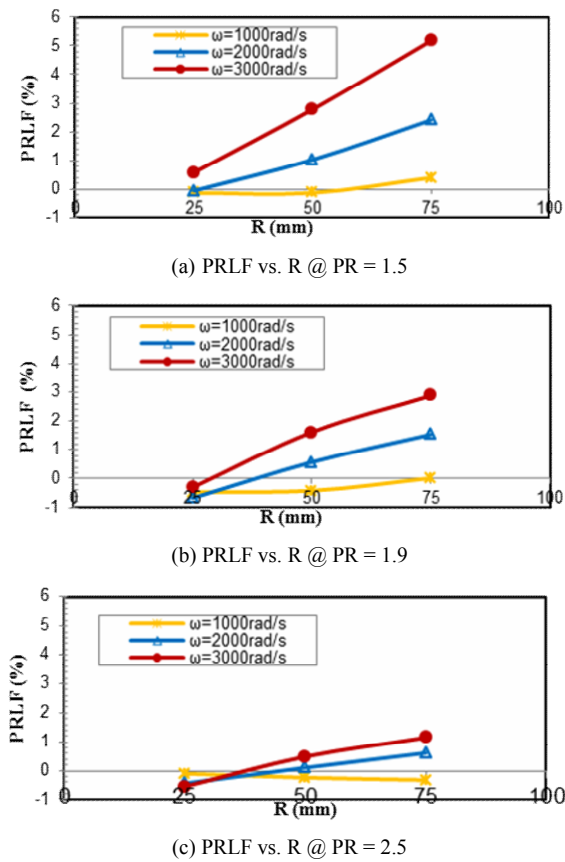 6
5
4
3
2
1
0
-1
PRLF (%)
ω=1000rad/s
ω=2000rad/s
ω=3000rad/s
0 25 50 75 100
R (mm)
(a) PRLF vs. R @ PR = 1.5
6
5
4
3
2
1
0
-1
PRLF (%)
ω=1000rad/s
ω=2000rad/s
ω=3000rad/s
0 25 50 75 100
R (mm)
(b) PRLF vs. R @ PR = 1.9
6
5
4
3
2
1
0
-1
PRLF (%)
ω=1000rad/s
ω=2000rad/s
ω=3000rad/s
0 25 50 75 100
R (mm)
(c) PRLF vs. R @ PR = 2.5